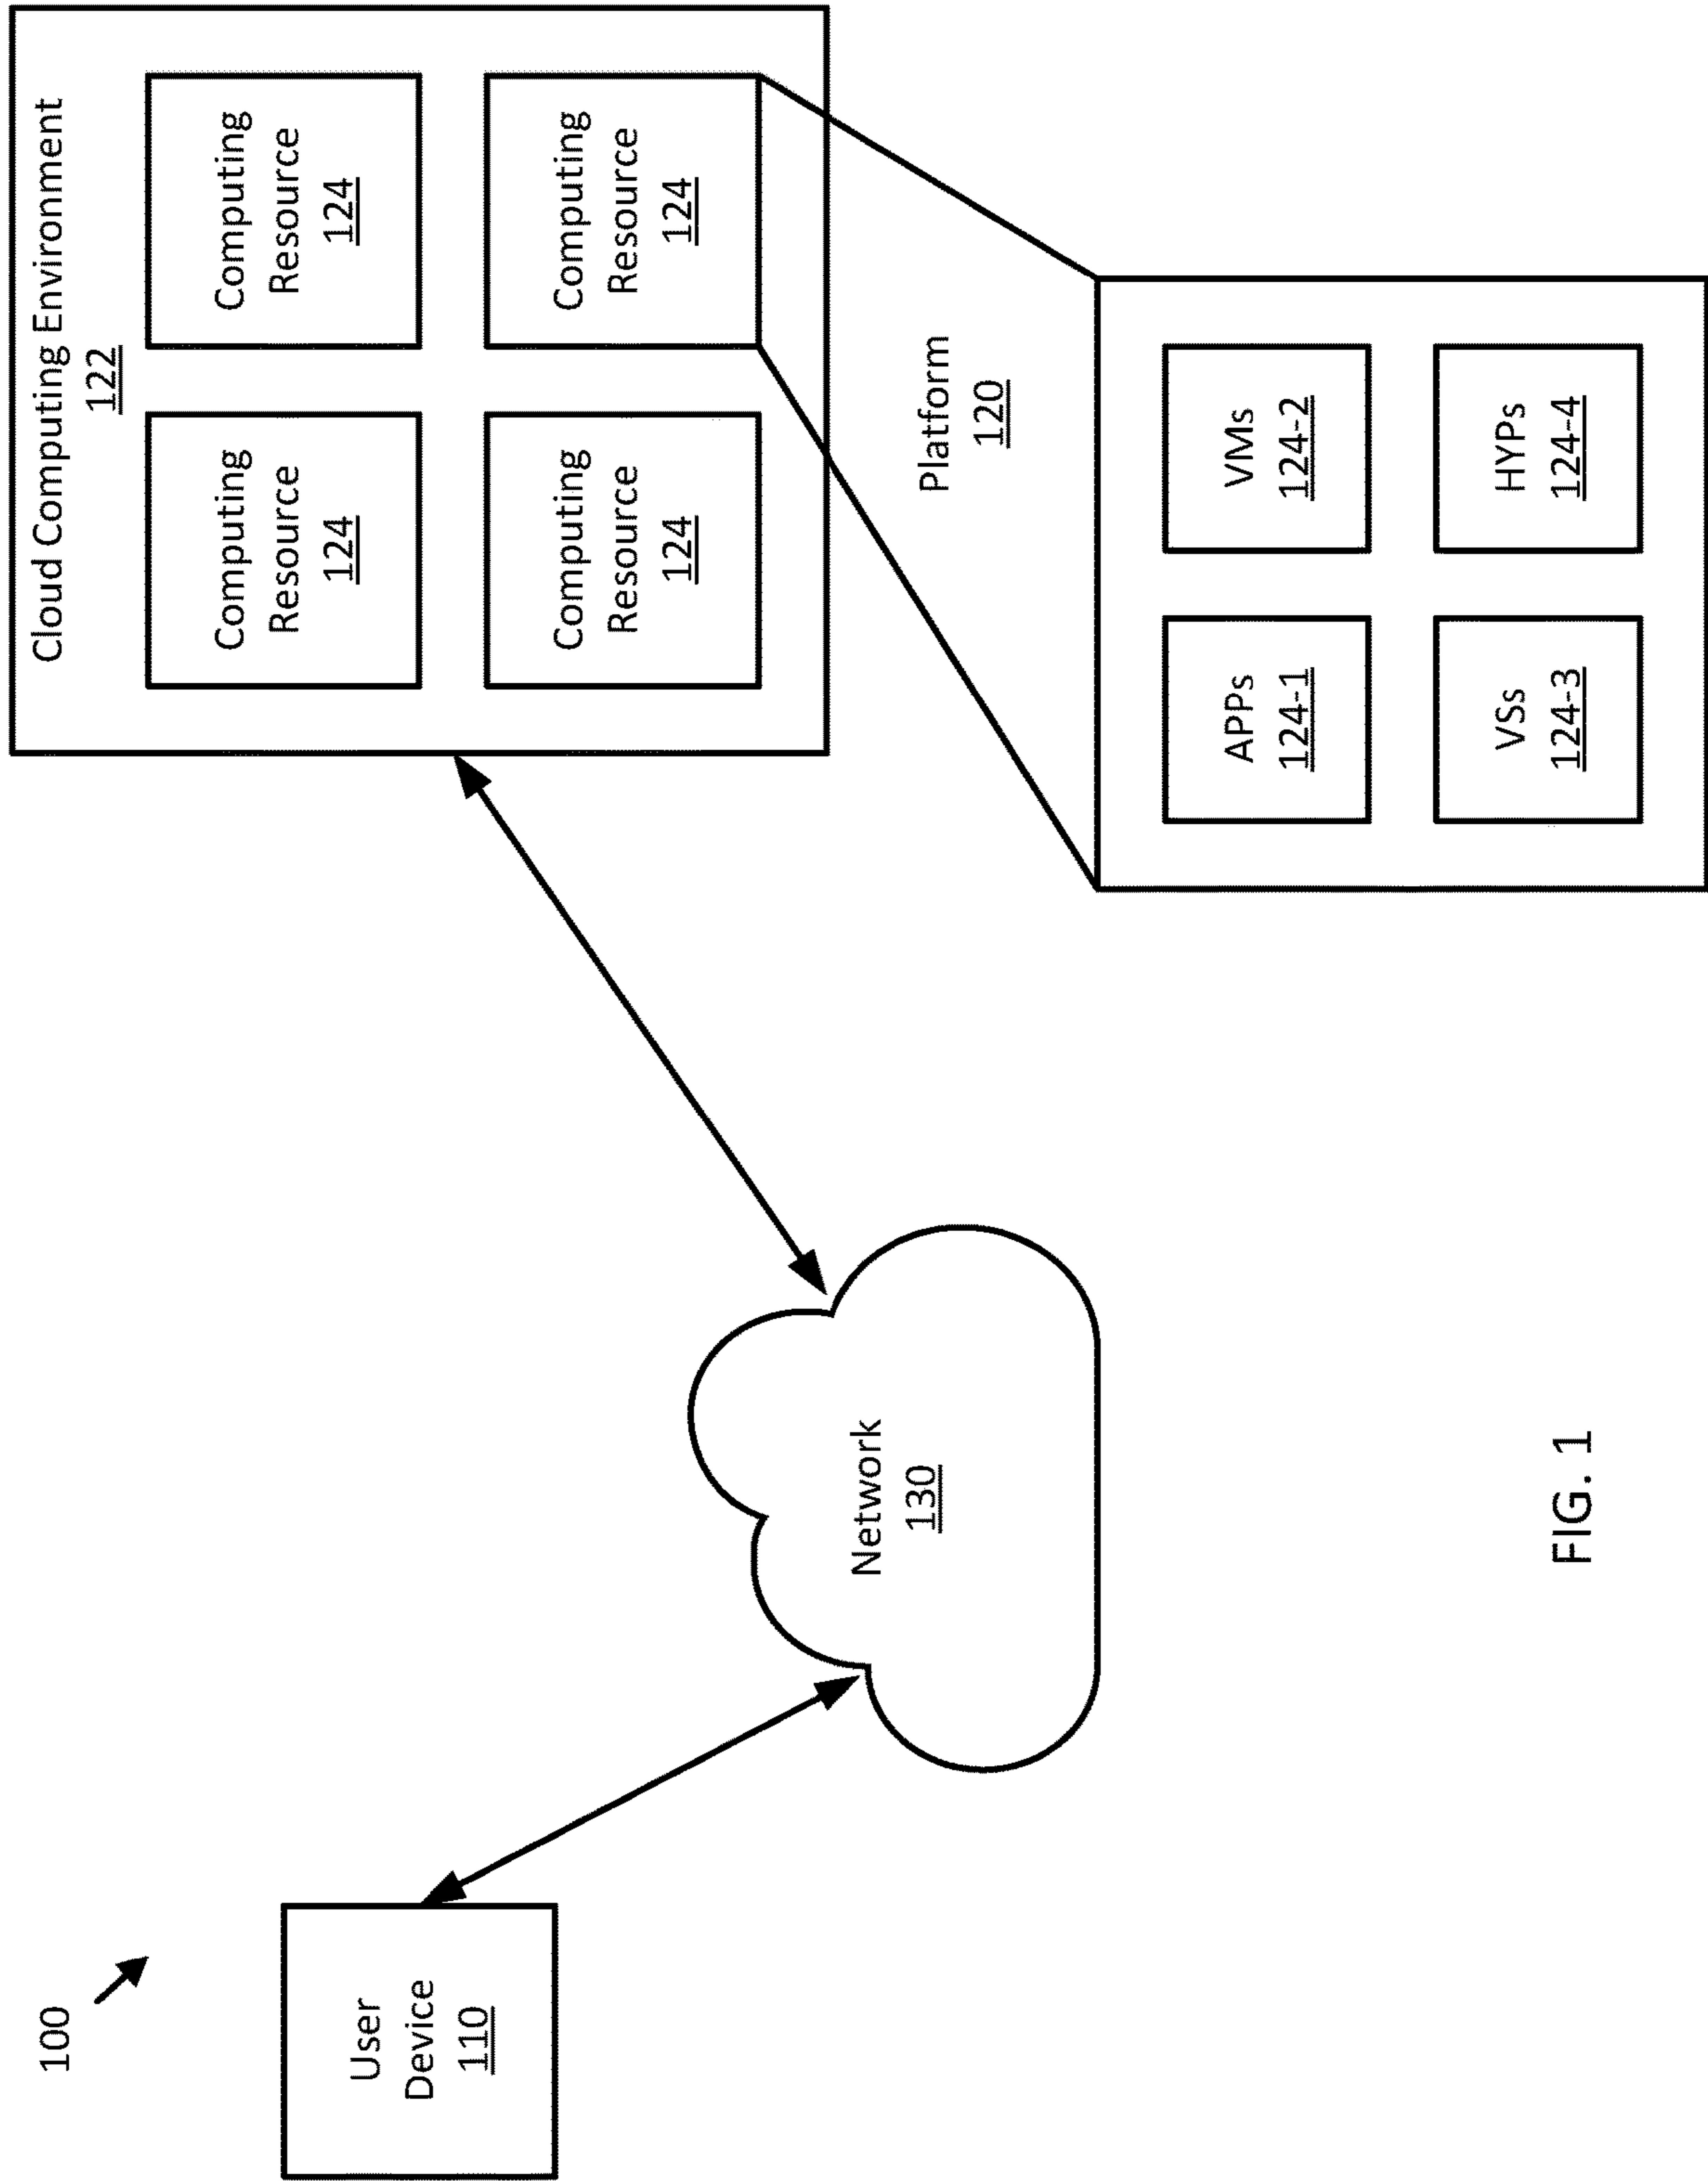 100
User
Device
110
Network
130
Cloud Computing Environment
122
Computing
Resource
124
Computing
Resource
124
Computing
Resource
124
Computing
Resource
124
Platform
120
APPs
124-1
VMs
124-2
VSs
124-3
HYPs
124-4
FIG. 1